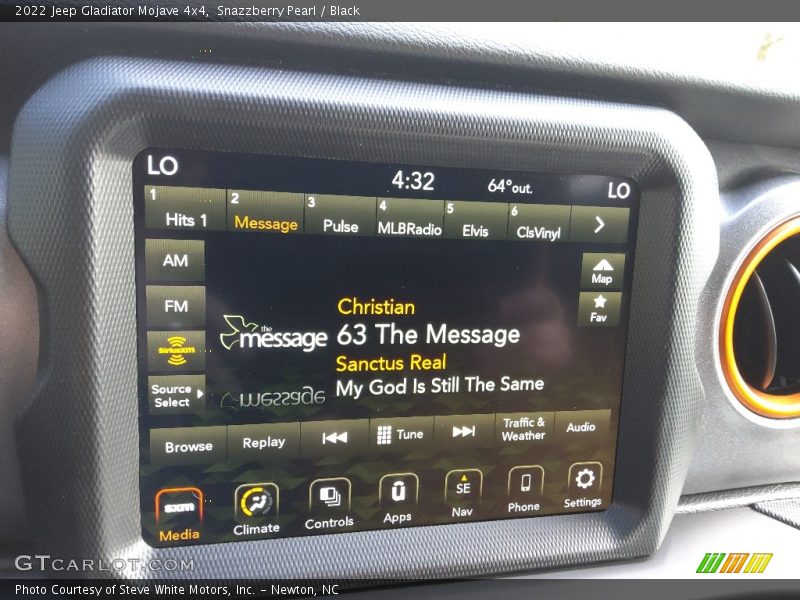 2022 Jeep Gladiator Mojave 4x4, Snazzberry Pearl / Black
LO 4:32 64° out. LO
1 Hits 1
2 Message
3 Pulse
4 MLBRadio
5 Elvis
6 ClsVinyl
AM
FM
SiriusXM
Source Select
Map
Fav
the message
Christian
63 The Message
Sanctus Real
My God Is Still The Same
Browse
Replay
Tune
Traffic & Weather
Audio
sxm
Media
Climate
Controls
Apps
SE
Nav
Phone
Settings
GTCARLOT.COM
Photo Courtesy of Steve White Motors, Inc. – Newton, NC